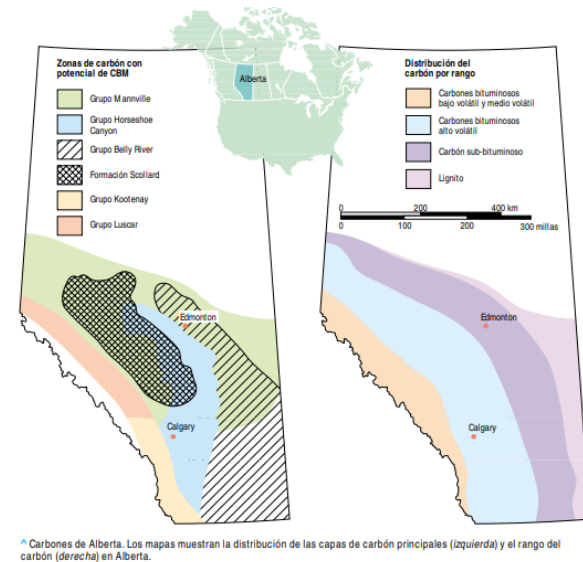 Zonas de carbón con
potencial de CBM
Grupo Mannville
Grupo Horseshoe
Canyon
Grupo Belly River
Formación Scollard
Grupo Kootenay
Grupo Luscar
Alberta
Distribución del
carbón por rango
Carbones bituminosos
bajo volátil y medio volátil
Carbones bituminosos
alto volátil
Carbón sub-bituminoso
Lignito
0 200 400 km
0 100 200 300 millas
Edmonton
Calgary
Edmonton
Calgary
^ Carbones de Alberta. Los mapas muestran la distribución de las capas de carbón principales (izquierda) y el rango del
carbón (derecha) en Alberta.